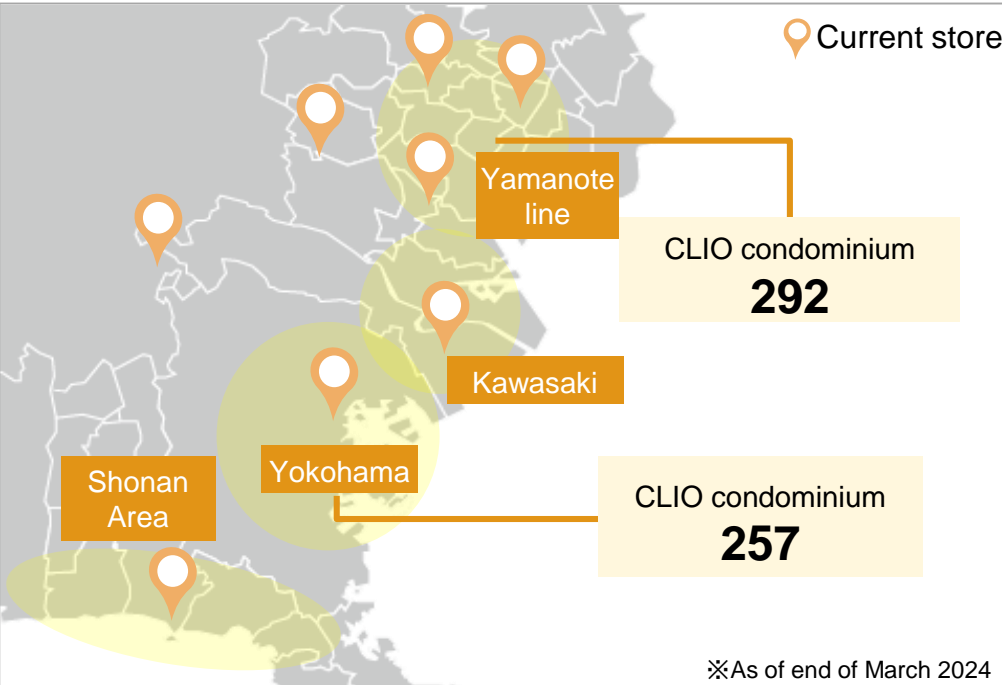 Current store
Yamanote
line
CLIO condominium
292
Kawasaki
Yokohama
Shonan
Area
CLIO condominium
257
※As of end of March 2024